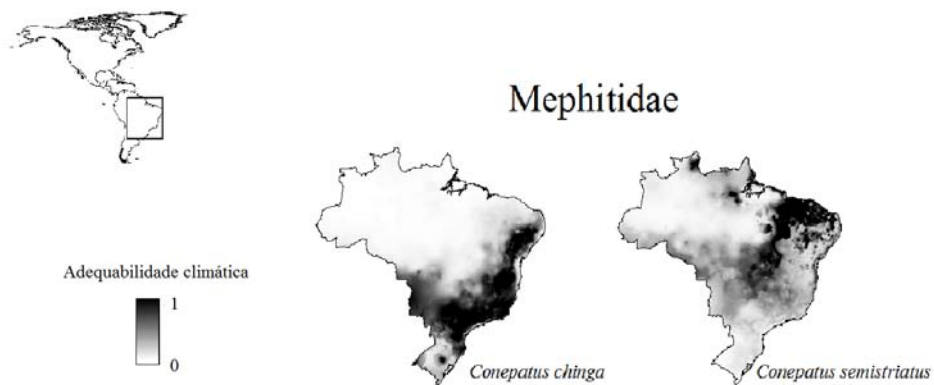 Mephitidae
Adequabilidade climática
1
0
Conepatus chinga
Conepatus semistriatus